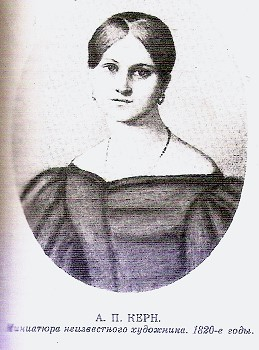 А. П. КЕРН.
Миниатюра неизвестного художника. 1820-е годы.